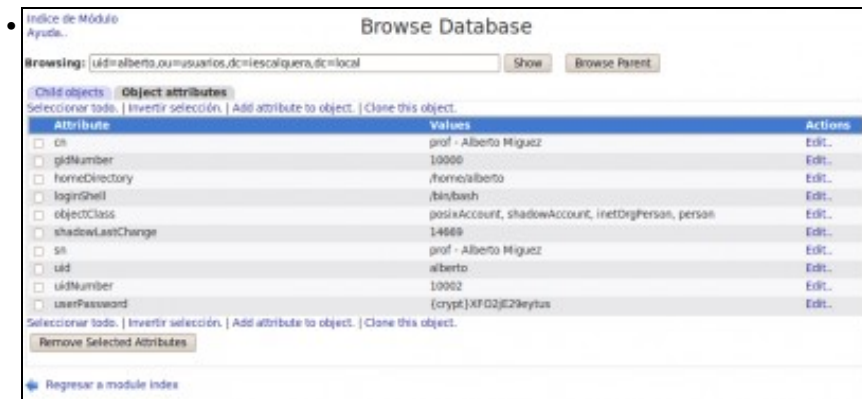 Indice de Módulo
Ayuda..
Browse Database
Browsing: uid=alberto,ou=usuarios,dc=iescalquera,dc=local Show Browse Parent
Child objects Object attributes
Seleccionar todo. | Invertir selección. | Add attribute to object. | Clone this object.
Attribute Values Actions
cn prof - Alberto Miguez Edit..
gidNumber 10000 Edit..
homeDirectory /home/alberto Edit..
loginShell /bin/bash Edit..
objectClass posixAccount, shadowAccount, inetOrgPerson, person Edit..
shadowLastChange 14669 Edit..
sn prof - Alberto Miguez Edit..
uid alberto Edit..
uidNumber 10002 Edit..
userPassword Edit..
Seleccionar todo. | Invertir selección. | Add attribute to object. | Clone this object.
Remove Selected Attributes
Regresar a module index